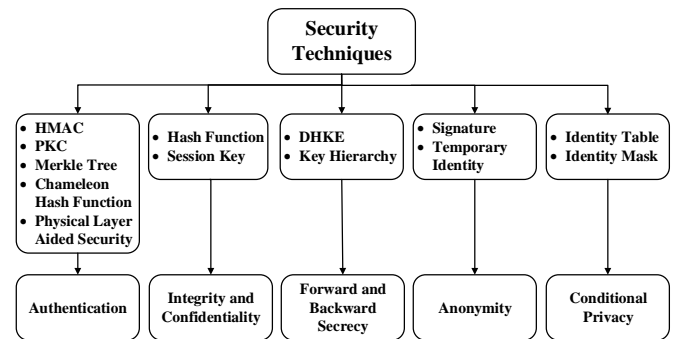 Security
Techniques
• HMAC
• PKC
• Merkle Tree
• Chameleon
Hash Function
• Physical Layer
Aided Security
• Hash Function
• Session Key
• DHKE
• Key Hierarchy
• Signature
• Temporary
Identity
• Identity Table
• Identity Mask
Authentication
Integrity and
Confidentiality
Forward and
Backward
Secrecy
Anonymity
Conditional
Privacy